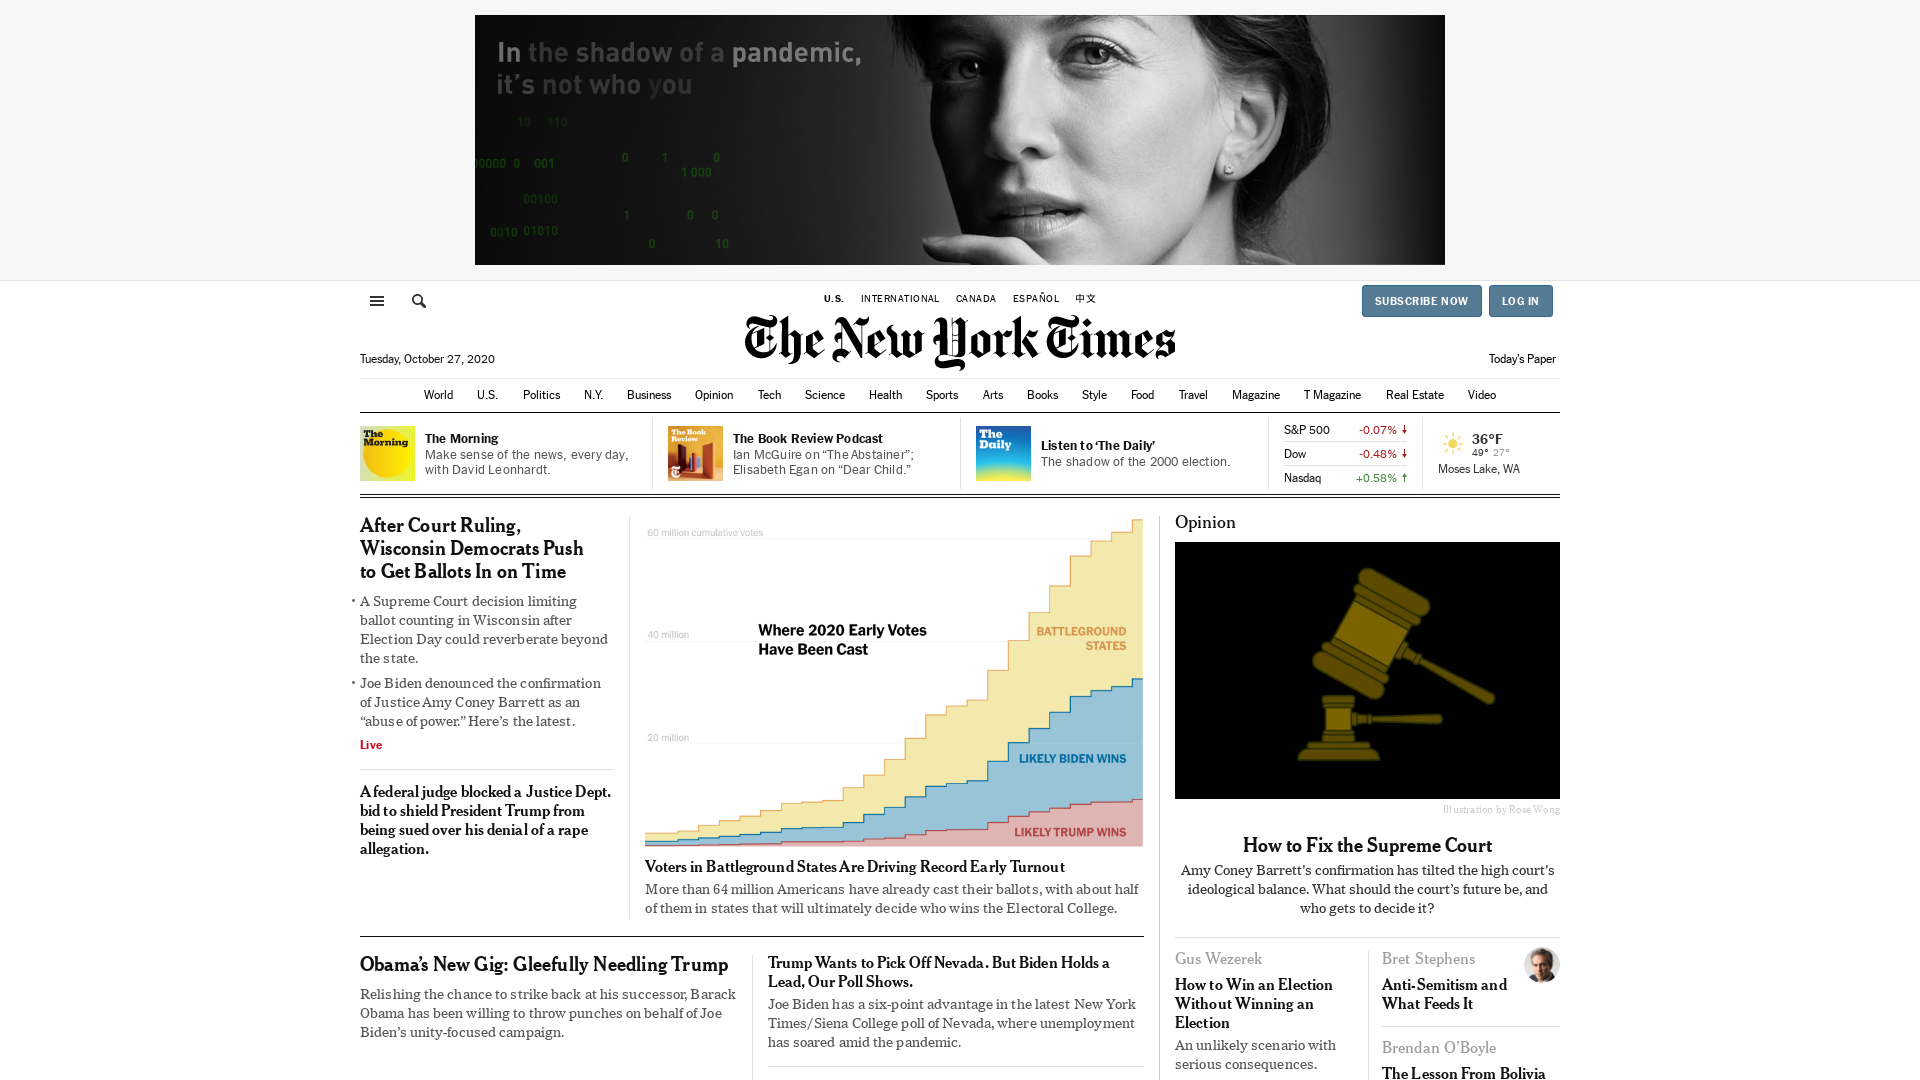 In the shadow of a pandemic,
it's not who you
10 110
00000 0 001
0 1 0
1 000
00100
1 0 0
0010 01010
0 10
U.S. INTERNATIONAL CANADA ESPAÑOL 中文
SUBSCRIBE NOW LOG IN
The New York Times
Tuesday, October 27, 2020
Today's Paper
World U.S. Politics N.Y. Business Opinion Tech Science Health Sports Arts Books Style Food Travel Magazine T Magazine Real Estate Video
The Morning
The Morning
Make sense of the news, every day,
with David Leonhardt.
The Book Review
The Book Review Podcast
Ian McGuire on “The Abstainer”;
Elisabeth Egan on “Dear Child.”
The Daily
Listen to ‘The Daily’
The shadow of the 2000 election.
S&P 500 -0.07%
Dow -0.48%
Nasdaq +0.58%
36°F
49° 27°
Moses Lake, WA
After Court Ruling,
Wisconsin Democrats Push
to Get Ballots In on Time
• A Supreme Court decision limiting
ballot counting in Wisconsin after
Election Day could reverberate beyond
the state.
• Joe Biden denounced the confirmation
of Justice Amy Coney Barrett as an
“abuse of power.” Here’s the latest.
Live
A federal judge blocked a Justice Dept.
bid to shield President Trump from
being sued over his denial of a rape
allegation.
60 million cumulative votes
Where 2020 Early Votes
Have Been Cast
40 million
20 million
BATTLEGROUND
STATES
LIKELY BIDEN WINS
LIKELY TRUMP WINS
Voters in Battleground States Are Driving Record Early Turnout
More than 64 million Americans have already cast their ballots, with about half
of them in states that will ultimately decide who wins the Electoral College.
Obama’s New Gig: Gleefully Needling Trump
Relishing the chance to strike back at his successor, Barack
Obama has been willing to throw punches on behalf of Joe
Biden’s unity-focused campaign.
Trump Wants to Pick Off Nevada. But Biden Holds a
Lead, Our Poll Shows.
Joe Biden has a six-point advantage in the latest New York
Times/Siena College poll of Nevada, where unemployment
has soared amid the pandemic.
Opinion
Illustration by Rose Wong
How to Fix the Supreme Court
Amy Coney Barrett's confirmation has tilted the high court's
ideological balance. What should the court’s future be, and
who gets to decide it?
Gus Wezerek
How to Win an Election
Without Winning an
Election
An unlikely scenario with
serious consequences.
Bret Stephens
Anti-Semitism and
What Feeds It
Brendan O’Boyle
The Lesson From Bolivia